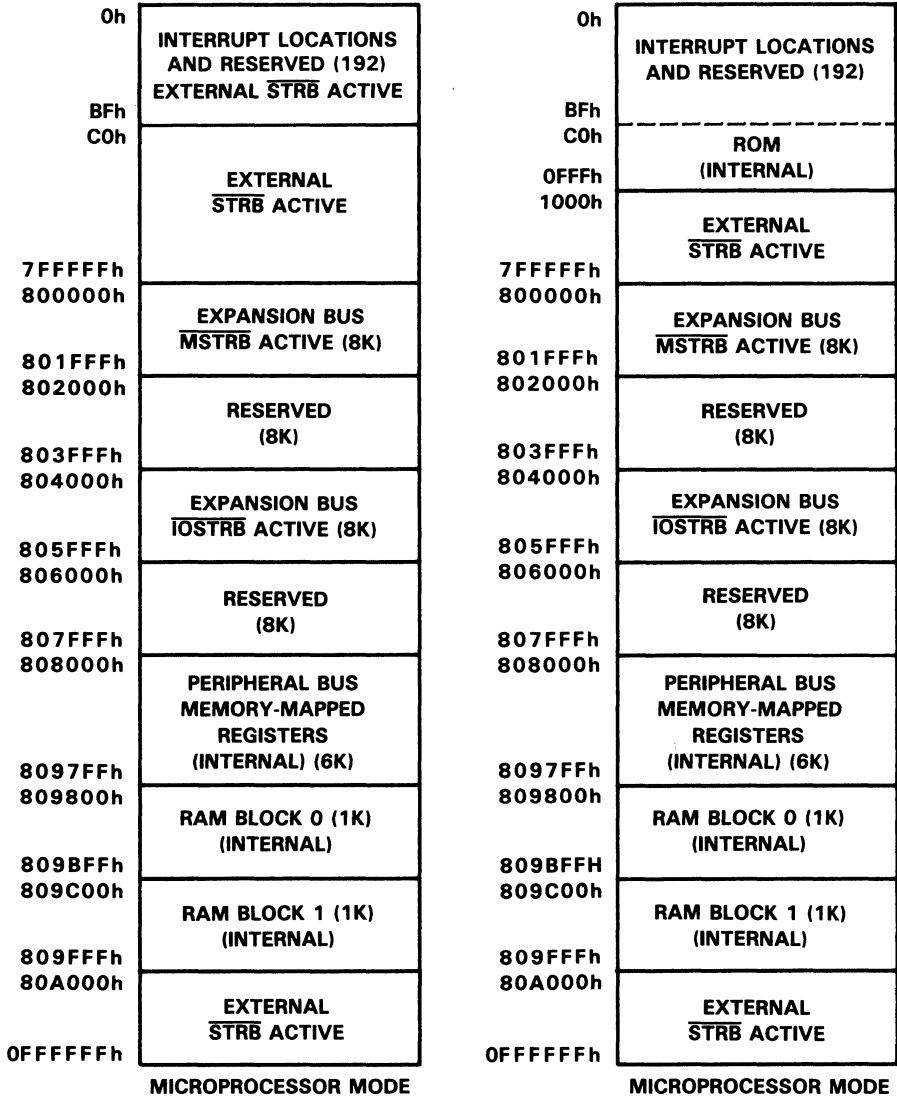 0h
INTERRUPT LOCATIONS
AND RESERVED (192)
EXTERNAL STRB ACTIVE
BFh
C0h
EXTERNAL
STRB ACTIVE
7FFFFFh
800000h
EXPANSION BUS
MSTRB ACTIVE (8K)
801FFFh
802000h
RESERVED
(8K)
803FFFh
804000h
EXPANSION BUS
IOSTRB ACTIVE (8K)
805FFFh
806000h
RESERVED
(8K)
807FFFh
808000h
PERIPHERAL BUS
MEMORY-MAPPED
REGISTERS
(INTERNAL) (6K)
8097FFh
809800h
RAM BLOCK 0 (1K)
(INTERNAL)
809BFFh
809C00h
RAM BLOCK 1 (1K)
(INTERNAL)
809FFFh
80A000h
EXTERNAL
STRB ACTIVE
0FFFFFFh
MICROPROCESSOR MODE
0h
INTERRUPT LOCATIONS
AND RESERVED (192)
BFh
C0h
ROM
(INTERNAL)
0FFFh
1000h
EXTERNAL
STRB ACTIVE
7FFFFFh
800000h
EXPANSION BUS
MSTRB ACTIVE (8K)
801FFFh
802000h
RESERVED
(8K)
803FFFh
804000h
EXPANSION BUS
IOSTRB ACTIVE (8K)
805FFFh
806000h
RESERVED
(8K)
807FFFh
808000h
PERIPHERAL BUS
MEMORY-MAPPED
REGISTERS
(INTERNAL) (6K)
8097FFh
809800h
RAM BLOCK 0 (1K)
(INTERNAL)
809BFFH
809C00h
RAM BLOCK 1 (1K)
(INTERNAL)
809FFFh
80A000h
EXTERNAL
STRB ACTIVE
0FFFFFFh
MICROPROCESSOR MODE